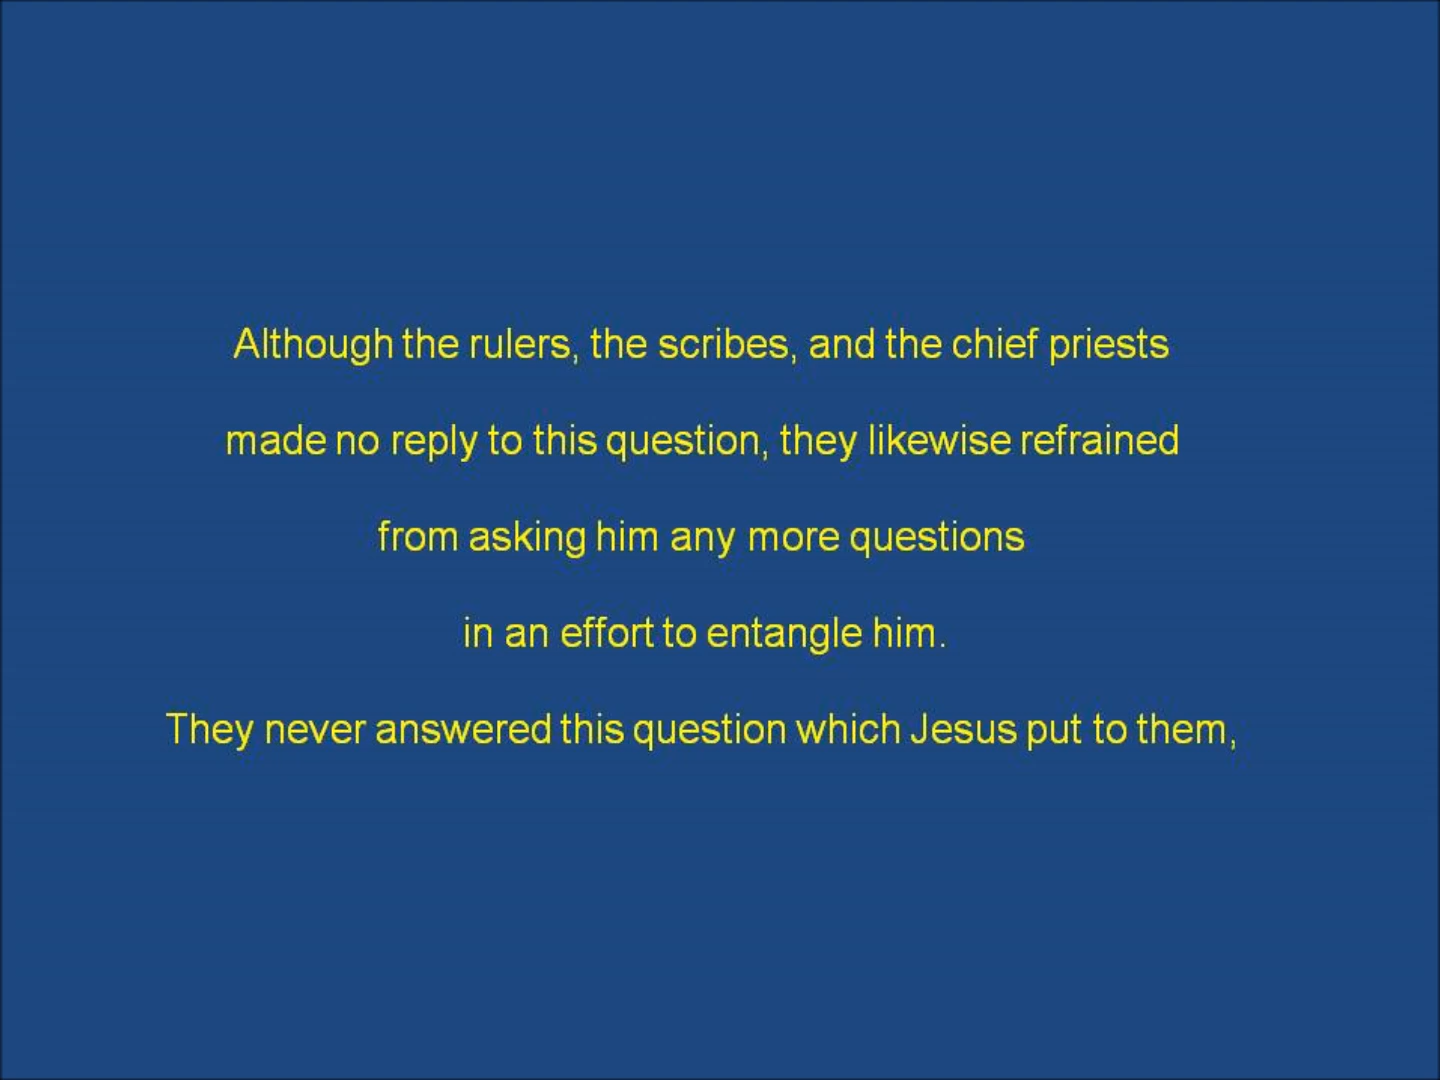 Although the rulers, the scribes, and the chief priests
made no reply to this question, they likewise refrained
from asking him any more questions
in an effort to entangle him.
They never answered this question which Jesus put to them,